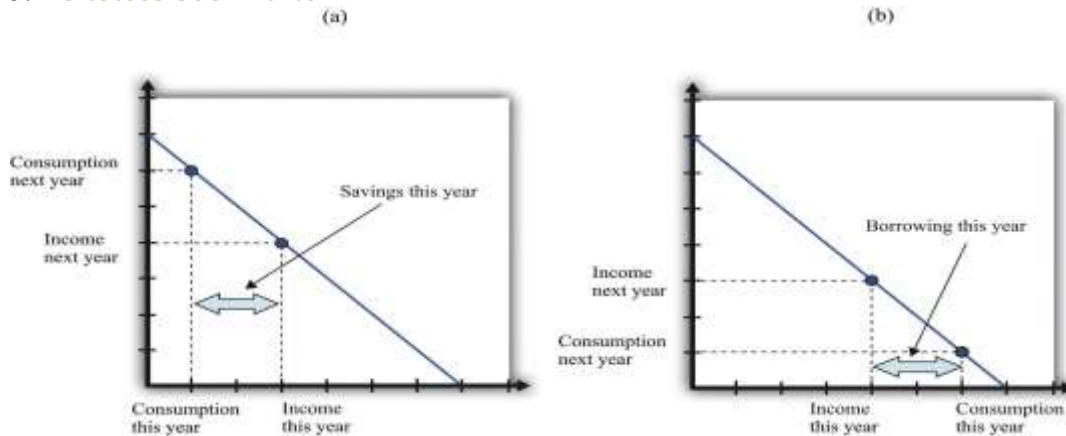 (a)
(b)
Consumption
next year
Savings this year
Income
next year
Consumption
this year
Income
this year
Borrowing this year
Income
next year
Consumption
next year
Income
this year
Consumption
this year